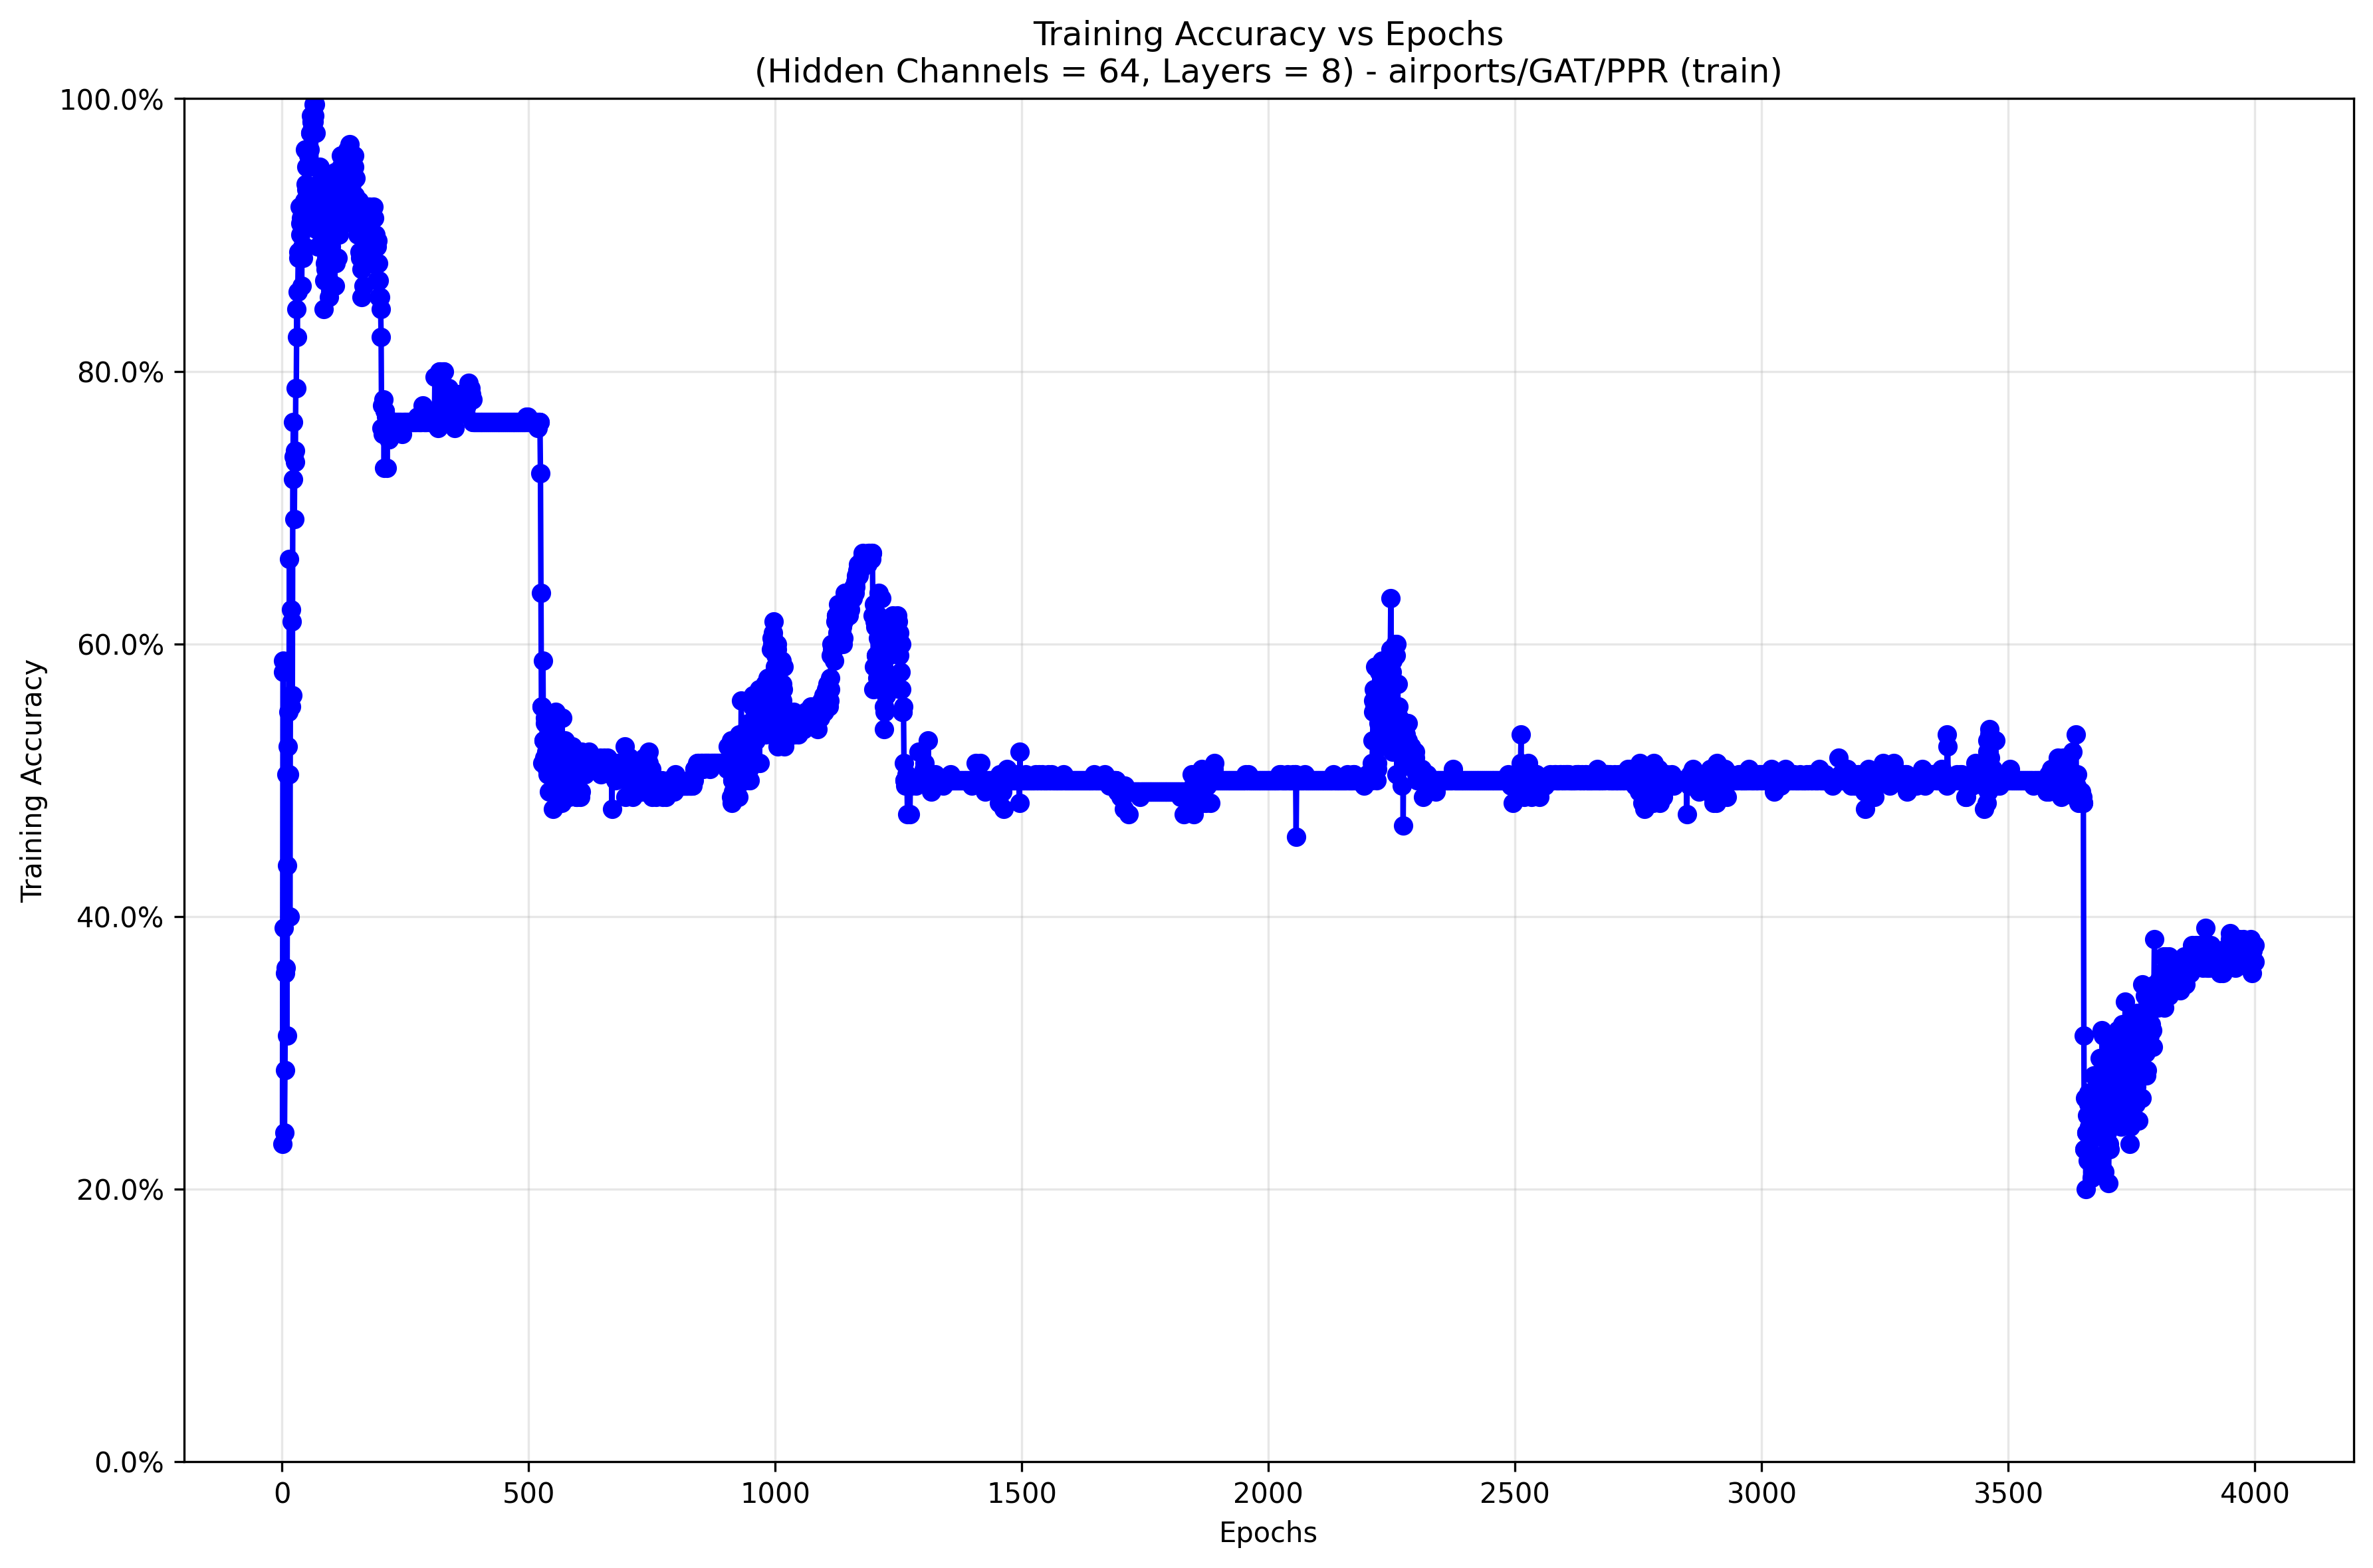 Training Accuracy vs Epochs
(Hidden Channels = 64, Layers = 8) - airports/GAT/PPR (train)
100.0%
80.0%
60.0%
40.0%
20.0%
0.0%
Training Accuracy
0 500 1000 1500 2000 2500 3000 3500 4000
Epochs